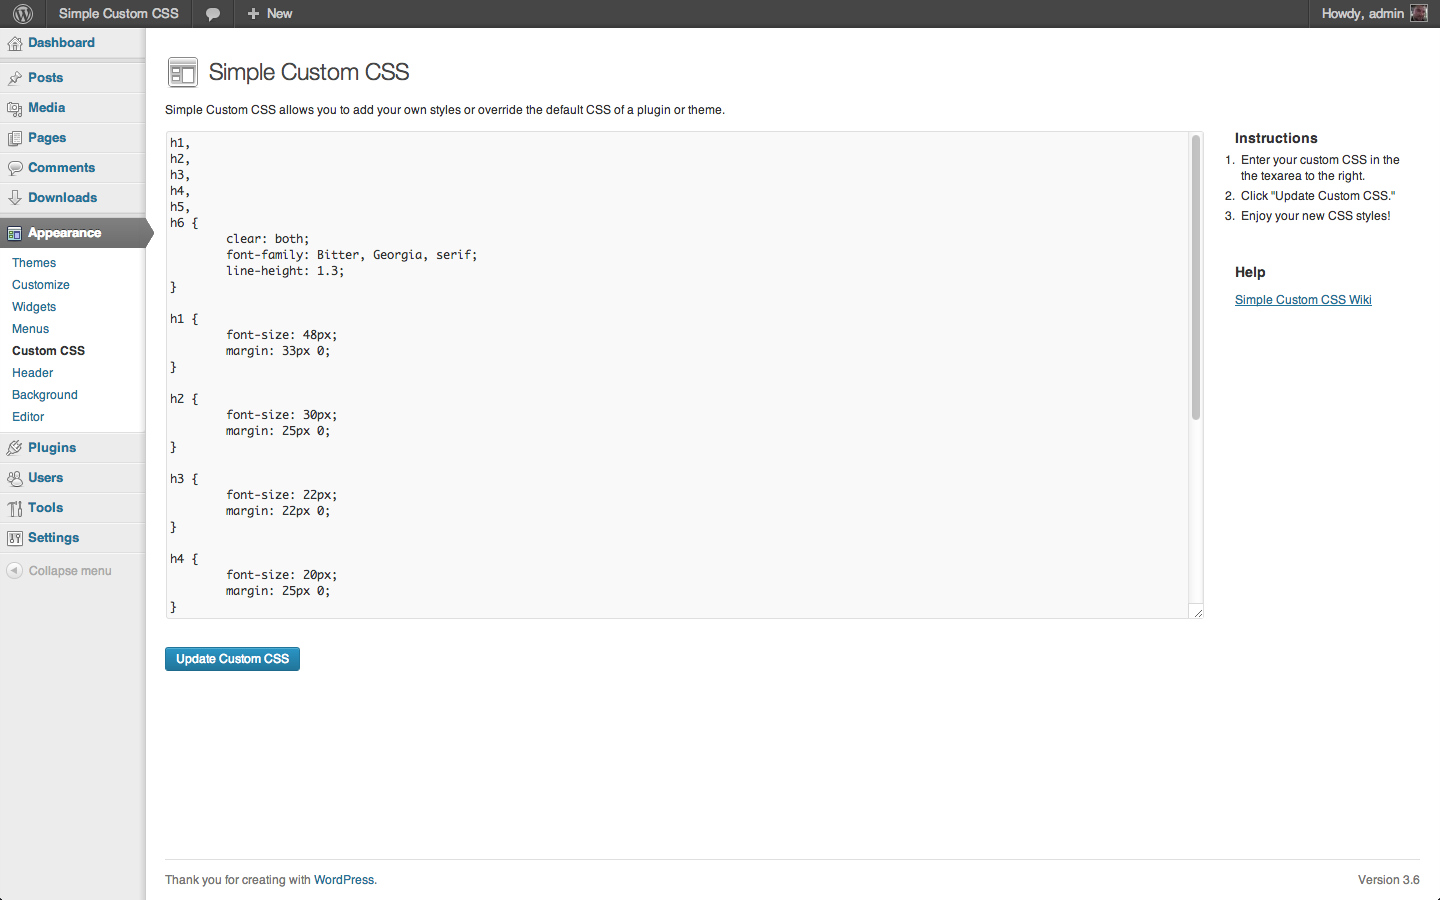 Simple Custom CSS
New
Howdy, admin
Dashboard
Posts
Media
Pages
Comments
Downloads
Appearance
Themes
Customize
Widgets
Menus
Custom CSS
Header
Background
Editor
Plugins
Users
Tools
Settings
Collapse menu
Simple Custom CSS
Simple Custom CSS allows you to add your own styles or override the default CSS of a plugin or theme.
h1,
h2,
h3,
h4,
h5,
h6 {
clear: both;
font-family: Bitter, Georgia, serif;
line-height: 1.3;
}
h1 {
font-size: 48px;
margin: 33px 0;
}
h2 {
font-size: 30px;
margin: 25px 0;
}
h3 {
font-size: 22px;
margin: 22px 0;
}
h4 {
font-size: 20px;
margin: 25px 0;
}
Update Custom CSS
Instructions
1. Enter your custom CSS in the
the texarea to the right.
2. Click "Update Custom CSS."
3. Enjoy your new CSS styles!
Help
Simple Custom CSS Wiki
Thank you for creating with WordPress.
Version 3.6